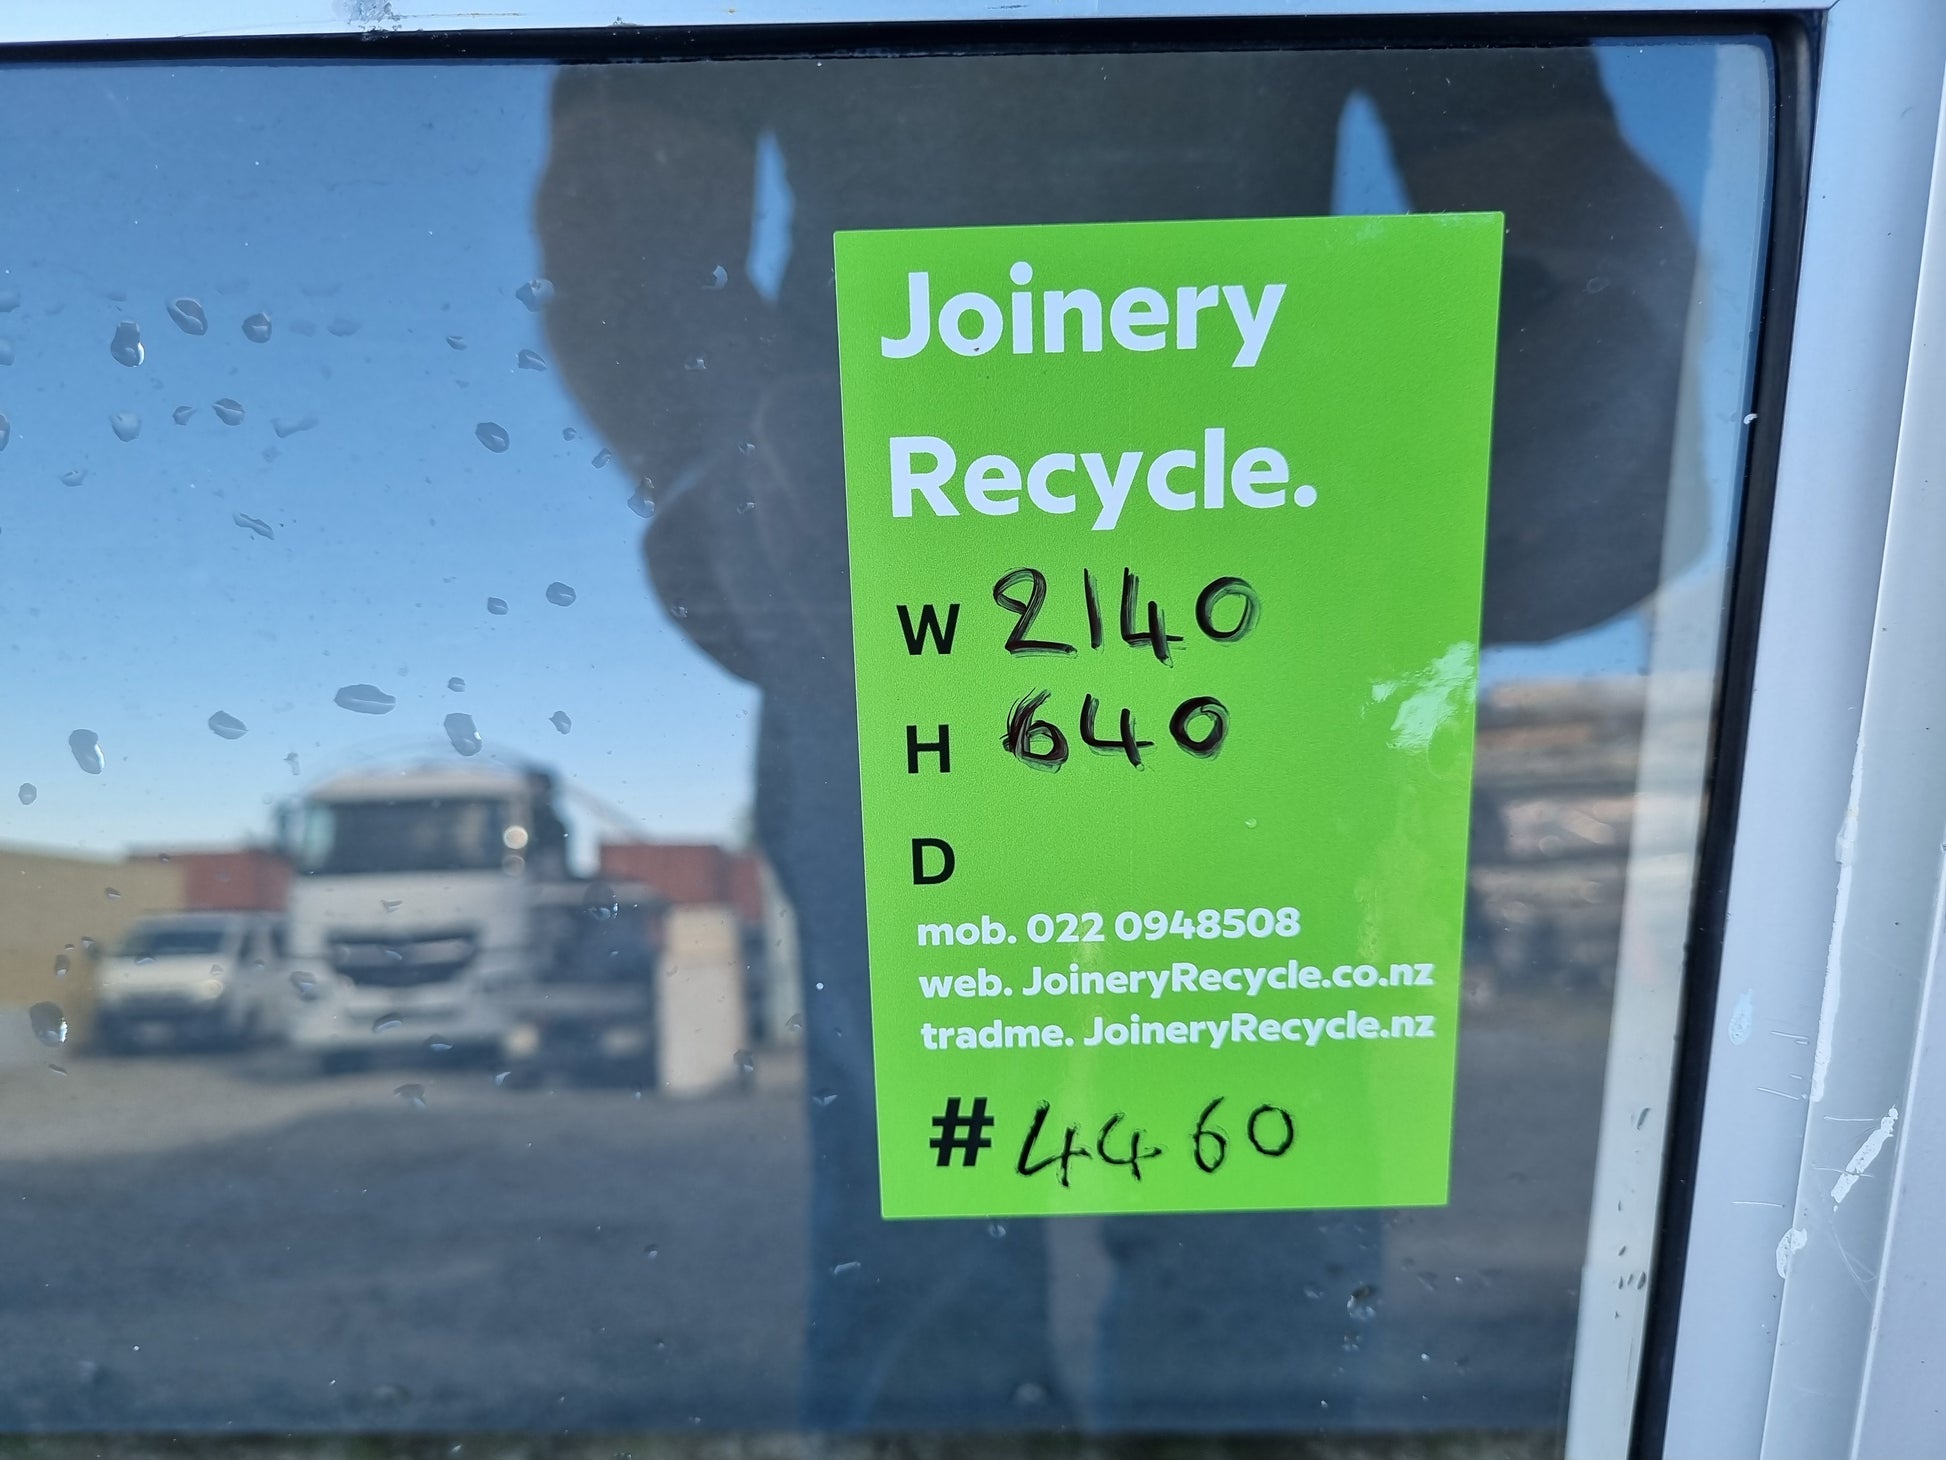 Joinery
Recycle.
W 2140
H 640
D
mob. 022 0948508
web. JoineryRecycle.co.nz
tradme. JoineryRecycle.nz
# 4460